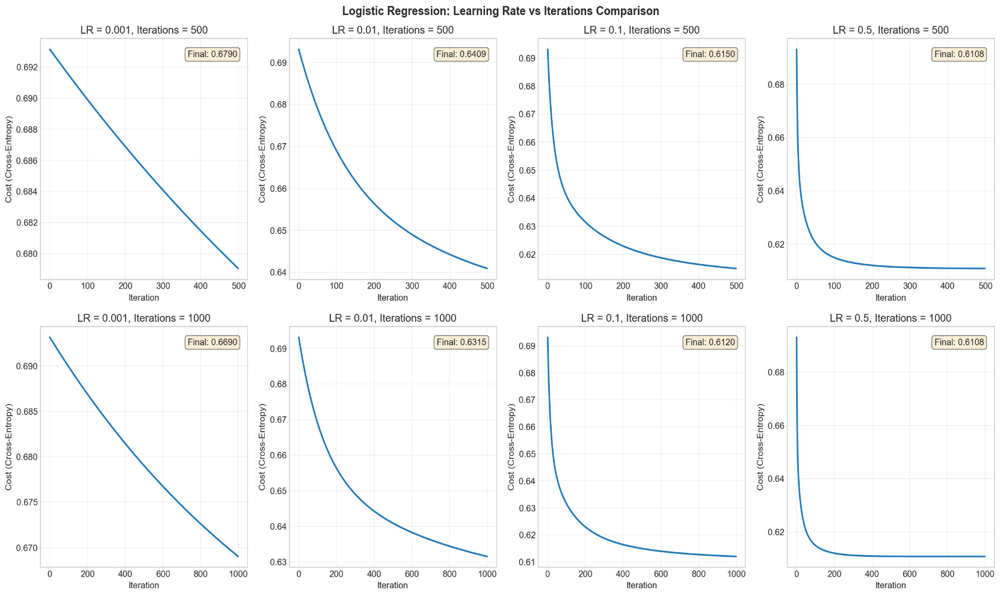 Logistic Regression: Learning Rate vs Iterations Comparison
LR = 0.001, Iterations = 500
Final: 0.6790
Cost (Cross-Entropy)
0.692
0.690
0.688
0.686
0.684
0.682
0.680
0 100 200 300 400 500
Iteration
LR = 0.01, Iterations = 500
Final: 0.6409
Cost (Cross-Entropy)
0.69
0.68
0.67
0.66
0.65
0.64
0 100 200 300 400 500
Iteration
LR = 0.1, Iterations = 500
Final: 0.6150
Cost (Cross-Entropy)
0.69
0.68
0.67
0.66
0.65
0.64
0.63
0.62
0 100 200 300 400 500
Iteration
LR = 0.5, Iterations = 500
Final: 0.6108
Cost (Cross-Entropy)
0.68
0.66
0.64
0.62
0 100 200 300 400 500
Iteration
LR = 0.001, Iterations = 1000
Final: 0.6690
Cost (Cross-Entropy)
0.690
0.685
0.680
0.675
0.670
0 200 400 600 800 1000
Iteration
LR = 0.01, Iterations = 1000
Final: 0.6315
Cost (Cross-Entropy)
0.69
0.68
0.67
0.66
0.65
0.64
0.63
0 200 400 600 800 1000
Iteration
LR = 0.1, Iterations = 1000
Final: 0.6120
Cost (Cross-Entropy)
0.69
0.68
0.67
0.66
0.65
0.64
0.63
0.62
0.61
0 200 400 600 800 1000
Iteration
LR = 0.5, Iterations = 1000
Final: 0.6108
Cost (Cross-Entropy)
0.68
0.66
0.64
0.62
0 200 400 600 800 1000
Iteration